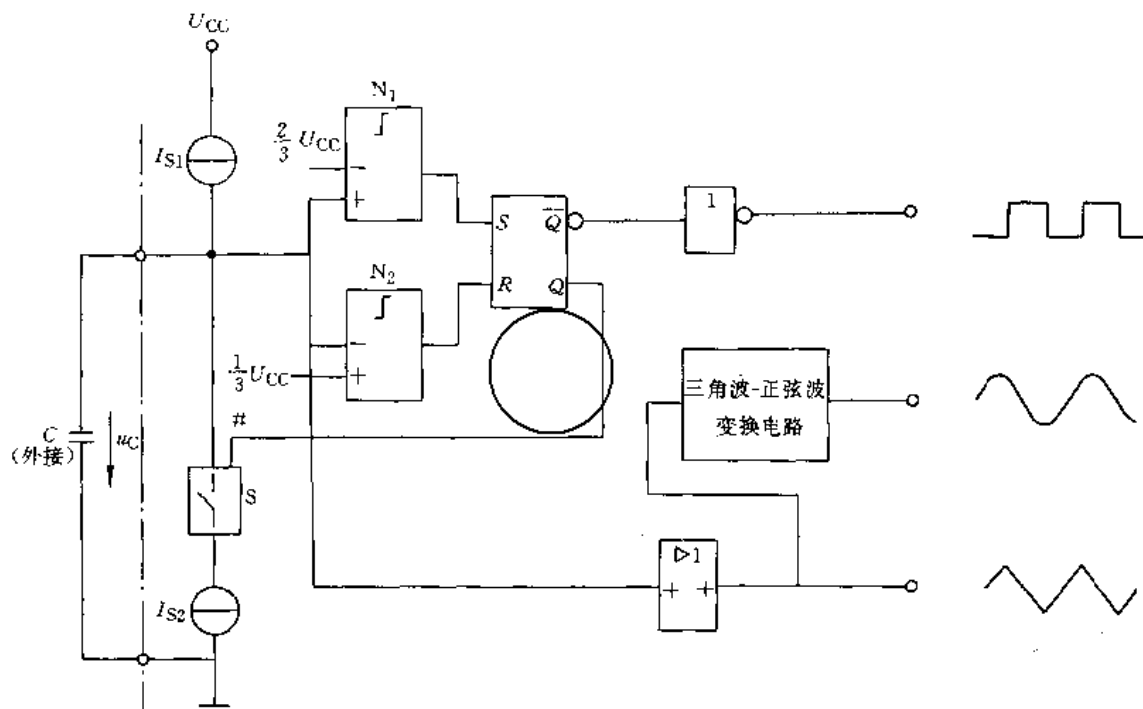 U_CC
N₁
2/3 U_CC
I_S1
S
Q̅
R
Q
1
N₂
1/3 U_CC
#
C
(外接)
u_C
S
I_S2
三角波-正弦波
变换电路
▷1
− +
− +
+ +